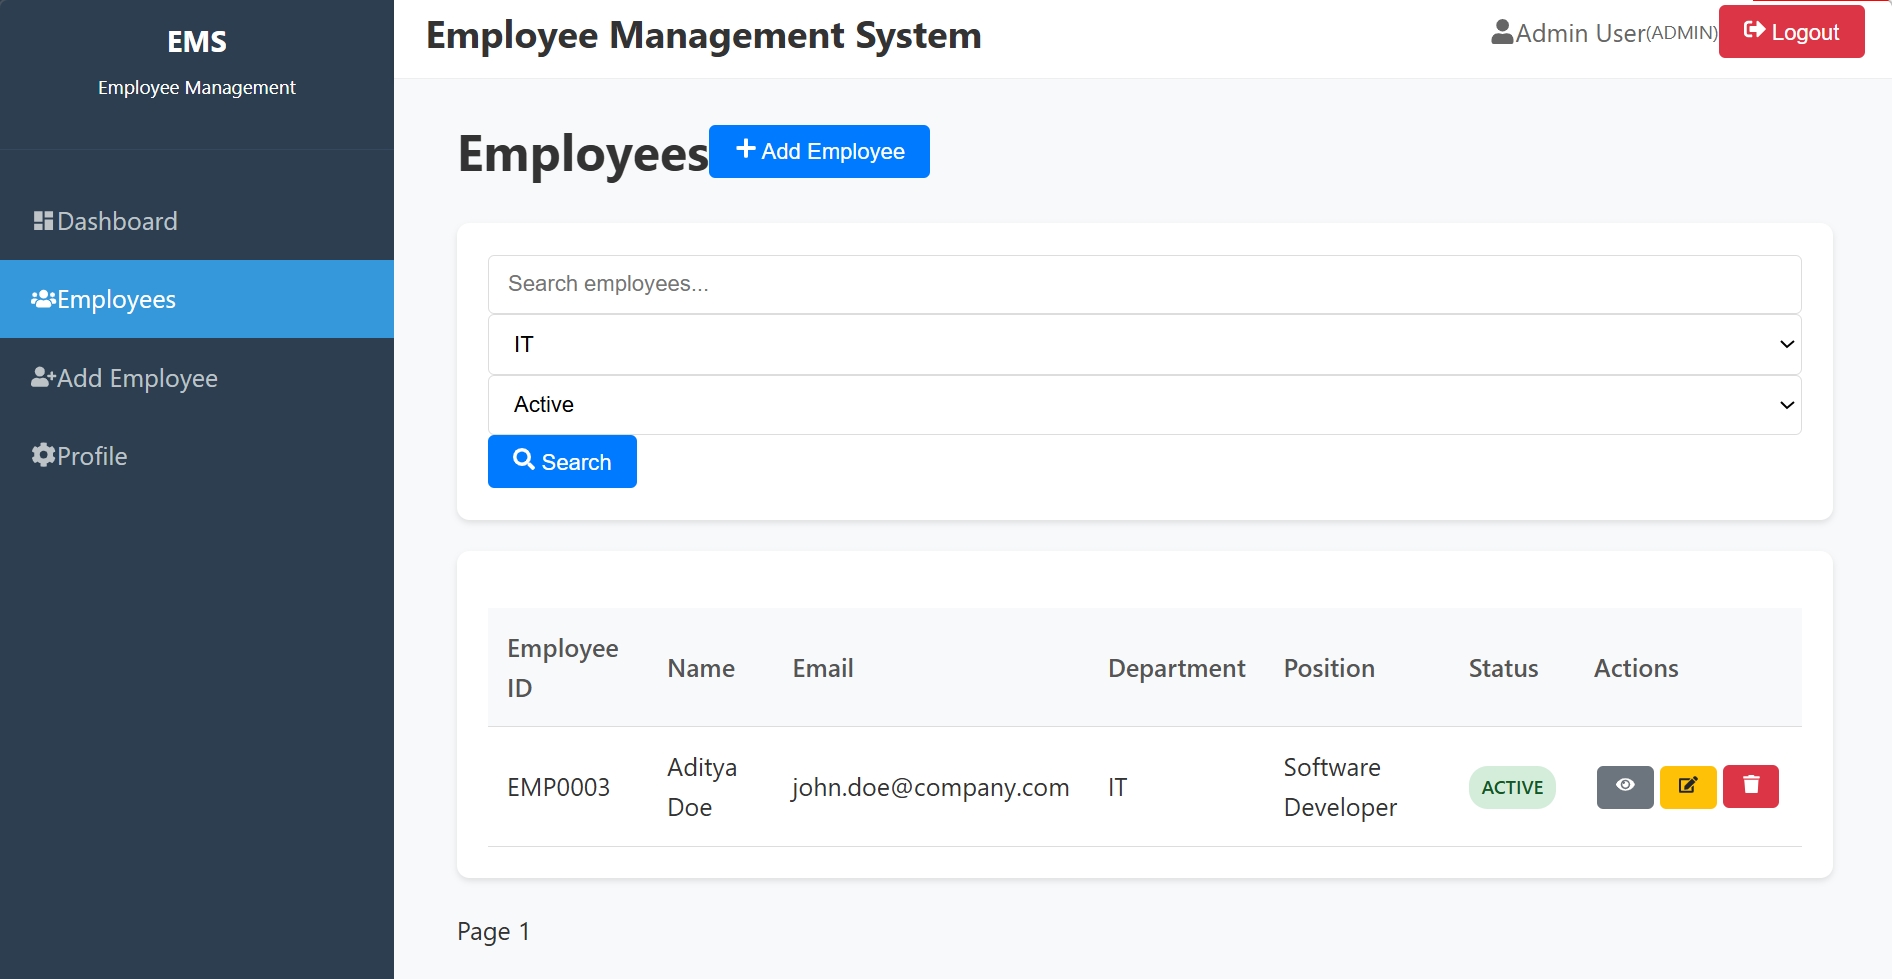 EMS
Employee Management
Dashboard
Employees
Add Employee
Profile
Employee Management System
Admin User(ADMIN)
Logout
Employees
Add Employee
Search employees...
IT
Active
Search
Employee ID
Name
Email
Department
Position
Status
Actions
EMP0003
Aditya Doe
john.doe@company.com
IT
Software Developer
ACTIVE
Page 1